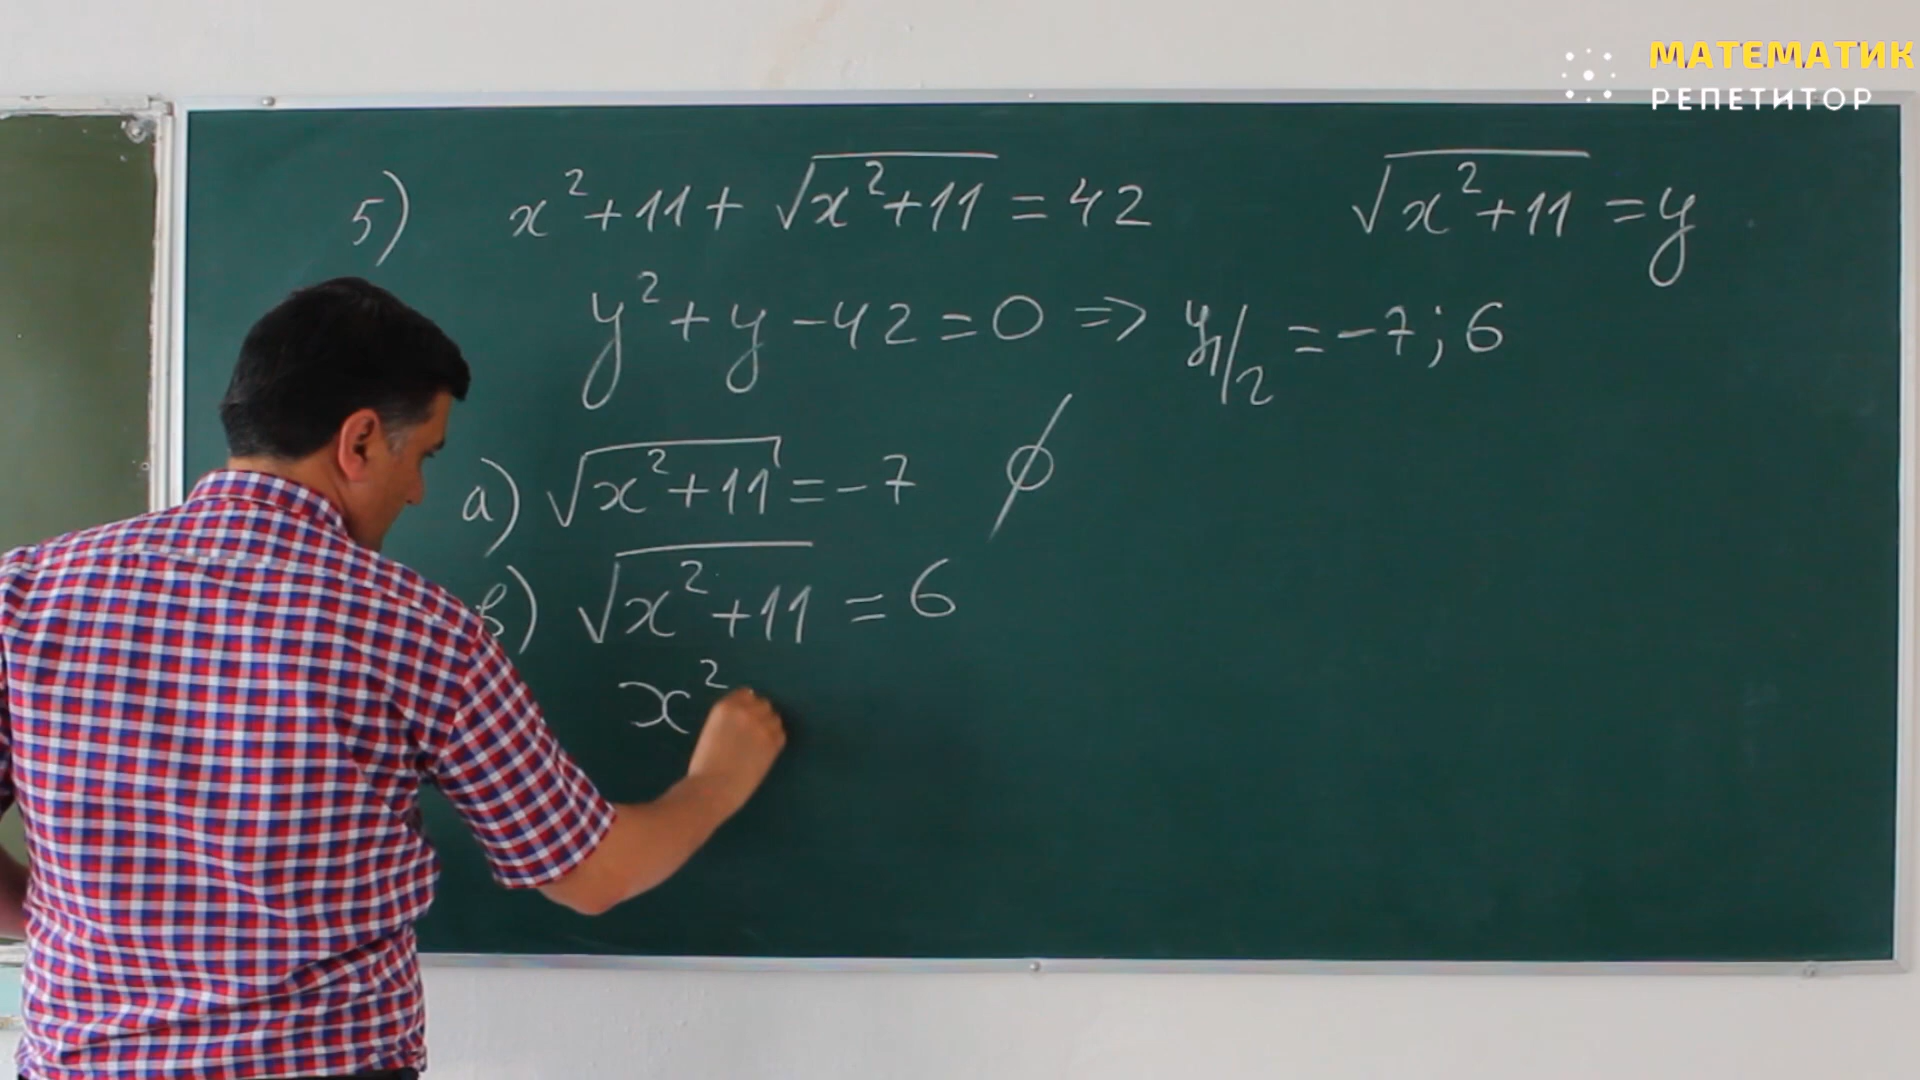 МАТЕМАТИК
РЕПЕТИТОР
5) x²+11+√(x²+11)=42 √(x²+11)=y
y²+y-42=0 => y1/2=-7;6
a) √(x²+11)=-7 ∅
в) √(x²+11)=6
x²